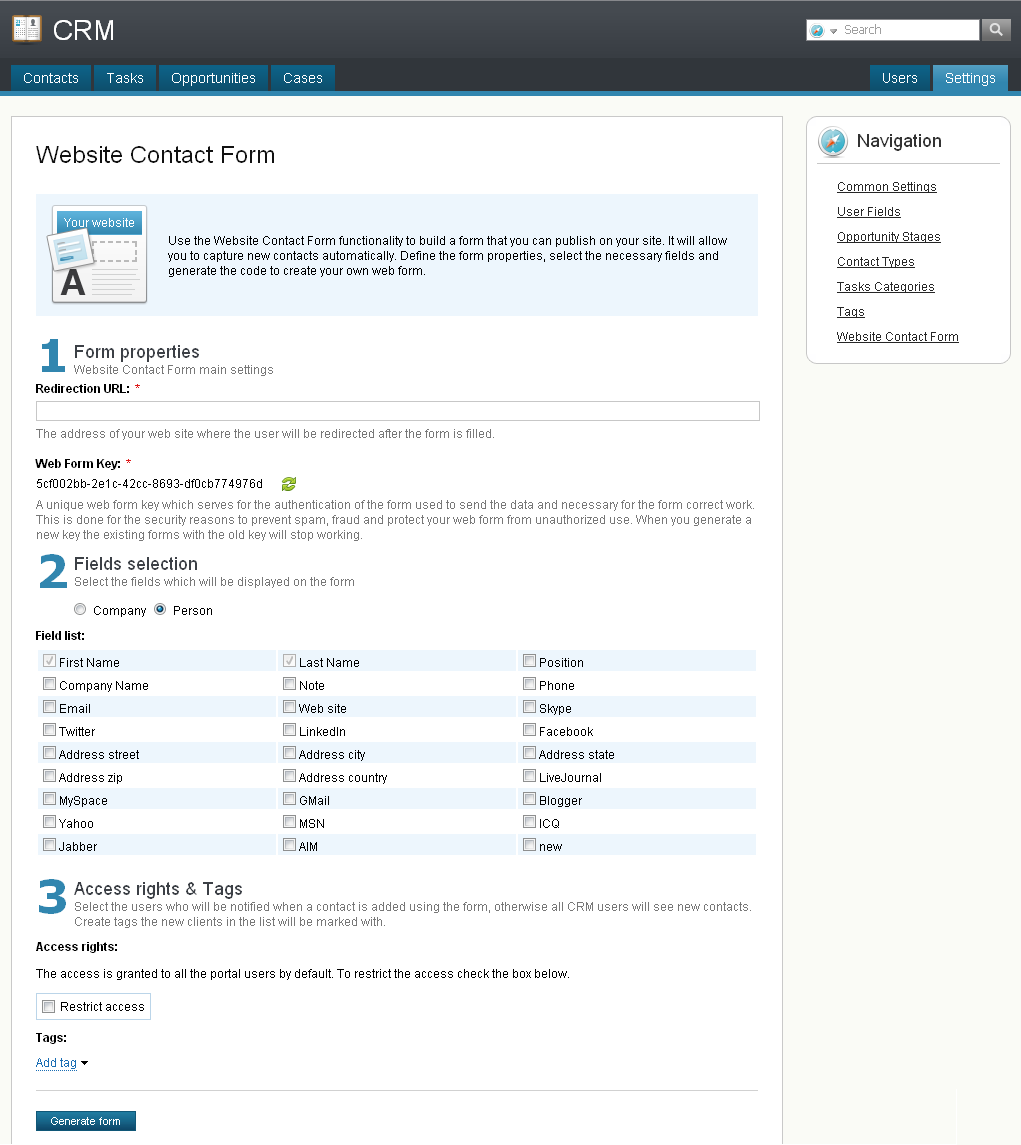 CRM
Search
Contacts
Tasks
Opportunities
Cases
Users
Settings
Website Contact Form
Your website
A
Use the Website Contact Form functionality to build a form that you can publish on your site. It will allow
you to capture new contacts automatically. Define the form properties, select the necessary fields and
generate the code to create your own web form.
1 Form properties
Website Contact Form main settings
Redirection URL: *
The address of your web site where the user will be redirected after the form is filled.
Web Form Key: *
5cf002bb-2e1c-42cc-8693-df0cb774976d
A unique web form key which serves for the authentication of the form used to send the data and necessary for the form correct work.
This is done for the security reasons to prevent spam, fraud and protect your web form from unauthorized use. When you generate a
new key the existing forms with the old key will stop working.
2 Fields selection
Select the fields which will be displayed on the form
Company Person
Field list:
First Name Last Name Position
Company Name Note Phone
Email Web site Skype
Twitter LinkedIn Facebook
Address street Address city Address state
Address zip Address country LiveJournal
MySpace GMail Blogger
Yahoo MSN ICQ
Jabber AIM new
3 Access rights & Tags
Select the users who will be notified when a contact is added using the form, otherwise all CRM users will see new contacts.
Create tags the new clients in the list will be marked with.
Access rights:
The access is granted to all the portal users by default. To restrict the access check the box below.
Restrict access
Tags:
Add tag
Generate form
Navigation
Common Settings
User Fields
Opportunity Stages
Contact Types
Tasks Categories
Tags
Website Contact Form